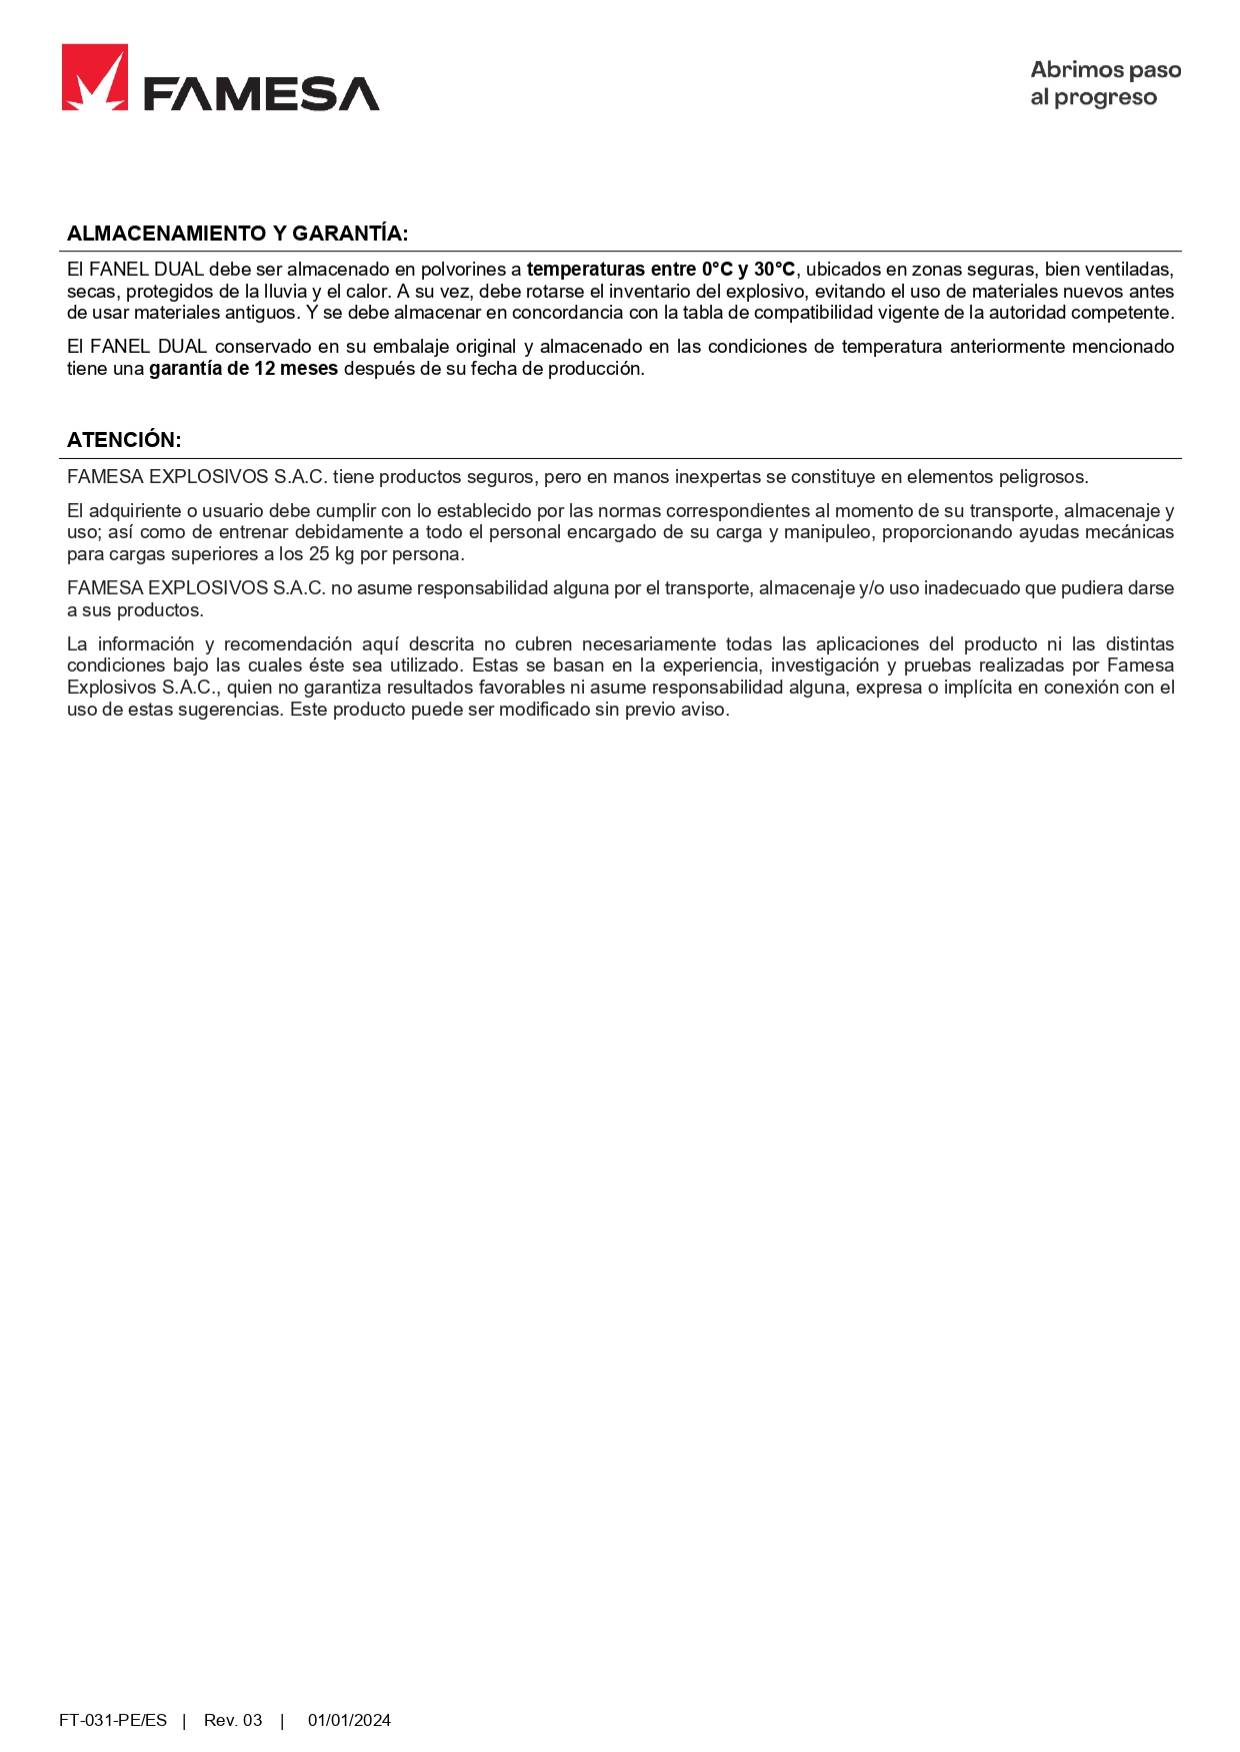 FAMESA
Abrimos paso
al progreso
ALMACENAMIENTO Y GARANTÍA:
El FANEL DUAL debe ser almacenado en polvorines a temperaturas entre 0°C y 30°C, ubicados en zonas seguras, bien ventiladas,
secas, protegidos de la lluvia y el calor. A su vez, debe rotarse el inventario del explosivo, evitando el uso de materiales nuevos antes
de usar materiales antiguos. Y se debe almacenar en concordancia con la tabla de compatibilidad vigente de la autoridad competente.
El FANEL DUAL conservado en su embalaje original y almacenado en las condiciones de temperatura anteriormente mencionado
tiene una garantía de 12 meses después de su fecha de producción.
ATENCIÓN:
FAMESA EXPLOSIVOS S.A.C. tiene productos seguros, pero en manos inexpertas se constituye en elementos peligrosos.
El adquiriente o usuario debe cumplir con lo establecido por las normas correspondientes al momento de su transporte, almacenaje y
uso; así como de entrenar debidamente a todo el personal encargado de su carga y manipuleo, proporcionando ayudas mecánicas
para cargas superiores a los 25 kg por persona.
FAMESA EXPLOSIVOS S.A.C. no asume responsabilidad alguna por el transporte, almacenaje y/o uso inadecuado que pudiera darse
a sus productos.
La información y recomendación aquí descrita no cubren necesariamente todas las aplicaciones del producto ni las distintas
condiciones bajo las cuales éste sea utilizado. Estas se basan en la experiencia, investigación y pruebas realizadas por Famesa
Explosivos S.A.C., quien no garantiza resultados favorables ni asume responsabilidad alguna, expresa o implícita en conexión con el
uso de estas sugerencias. Este producto puede ser modificado sin previo aviso.
FT-031-PE/ES | Rev. 03 | 01/01/2024